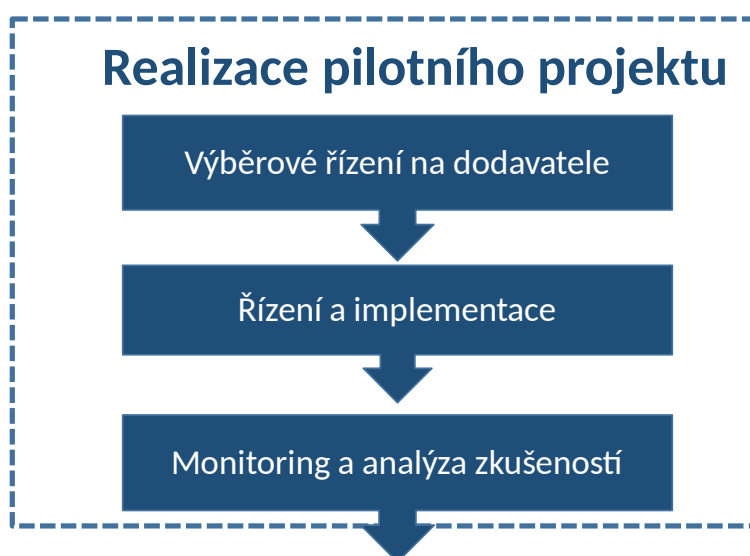 Realizace pilotního projektu
Výběrové řízení na dodavatele
Řízení a implementace
Monitoring a analýza zkušeností